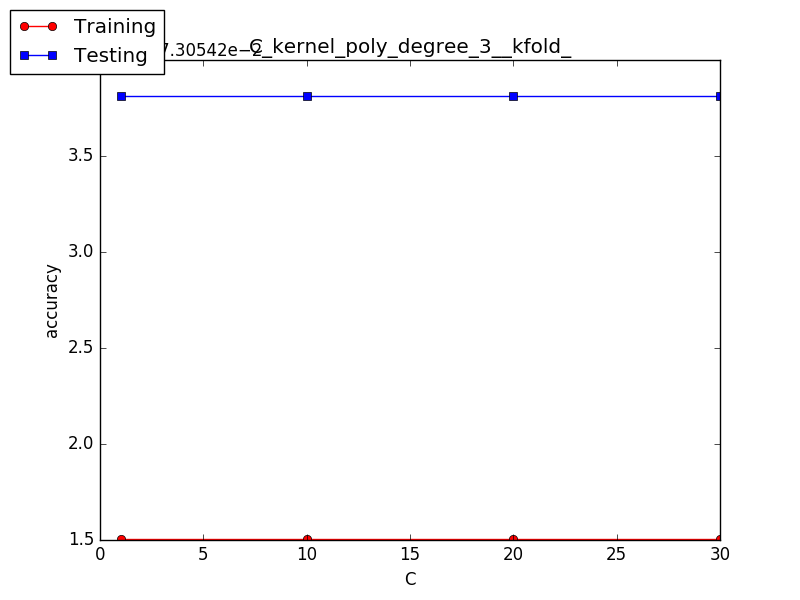 Training
Testing
7.30542e−2
C_kernel_poly_degree_3__kfold_
3.5
3.0
2.5
2.0
1.5
accuracy
0 5 10 15 20 25 30
C